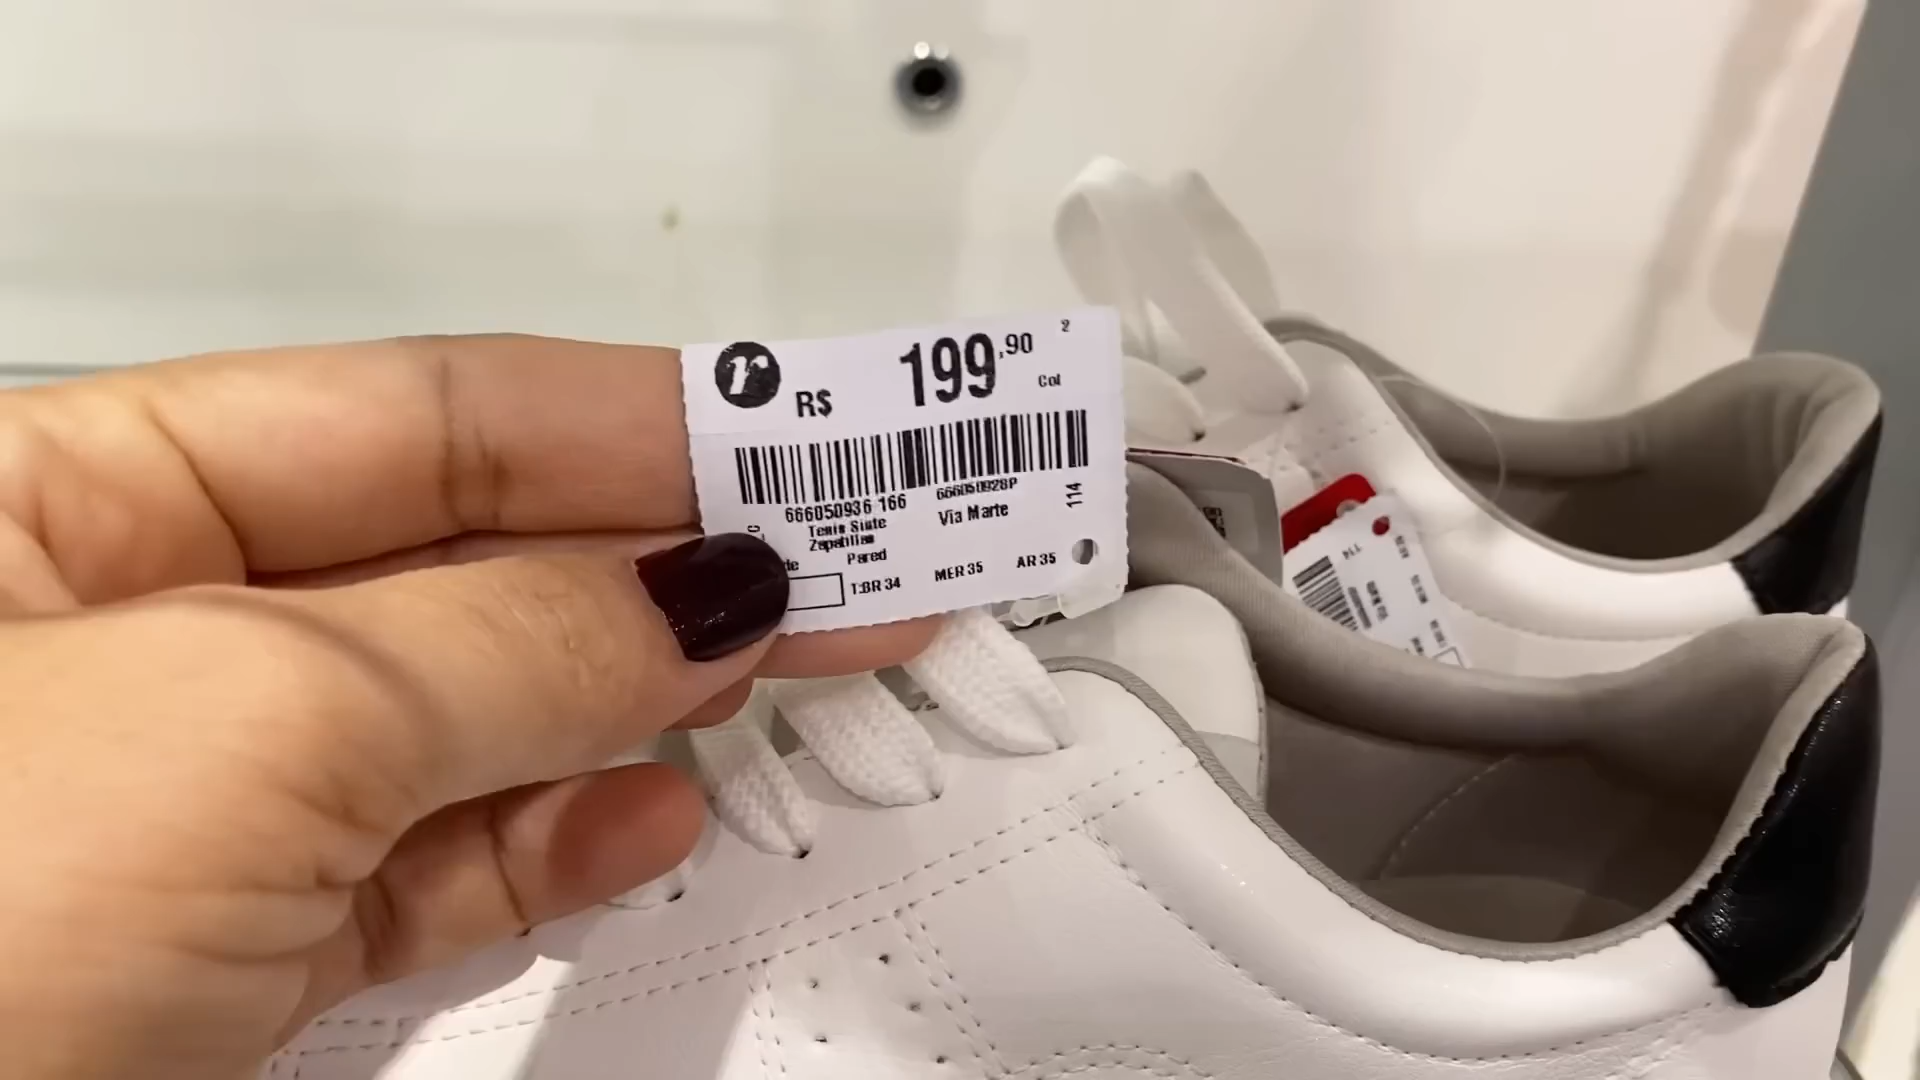 r R$ 199,90 2
Col
666050936 166 666050928P
Tenis Siute Via Marte 114
Zapatillas
Pared
T:BR 34 MER 35 AR 35
114